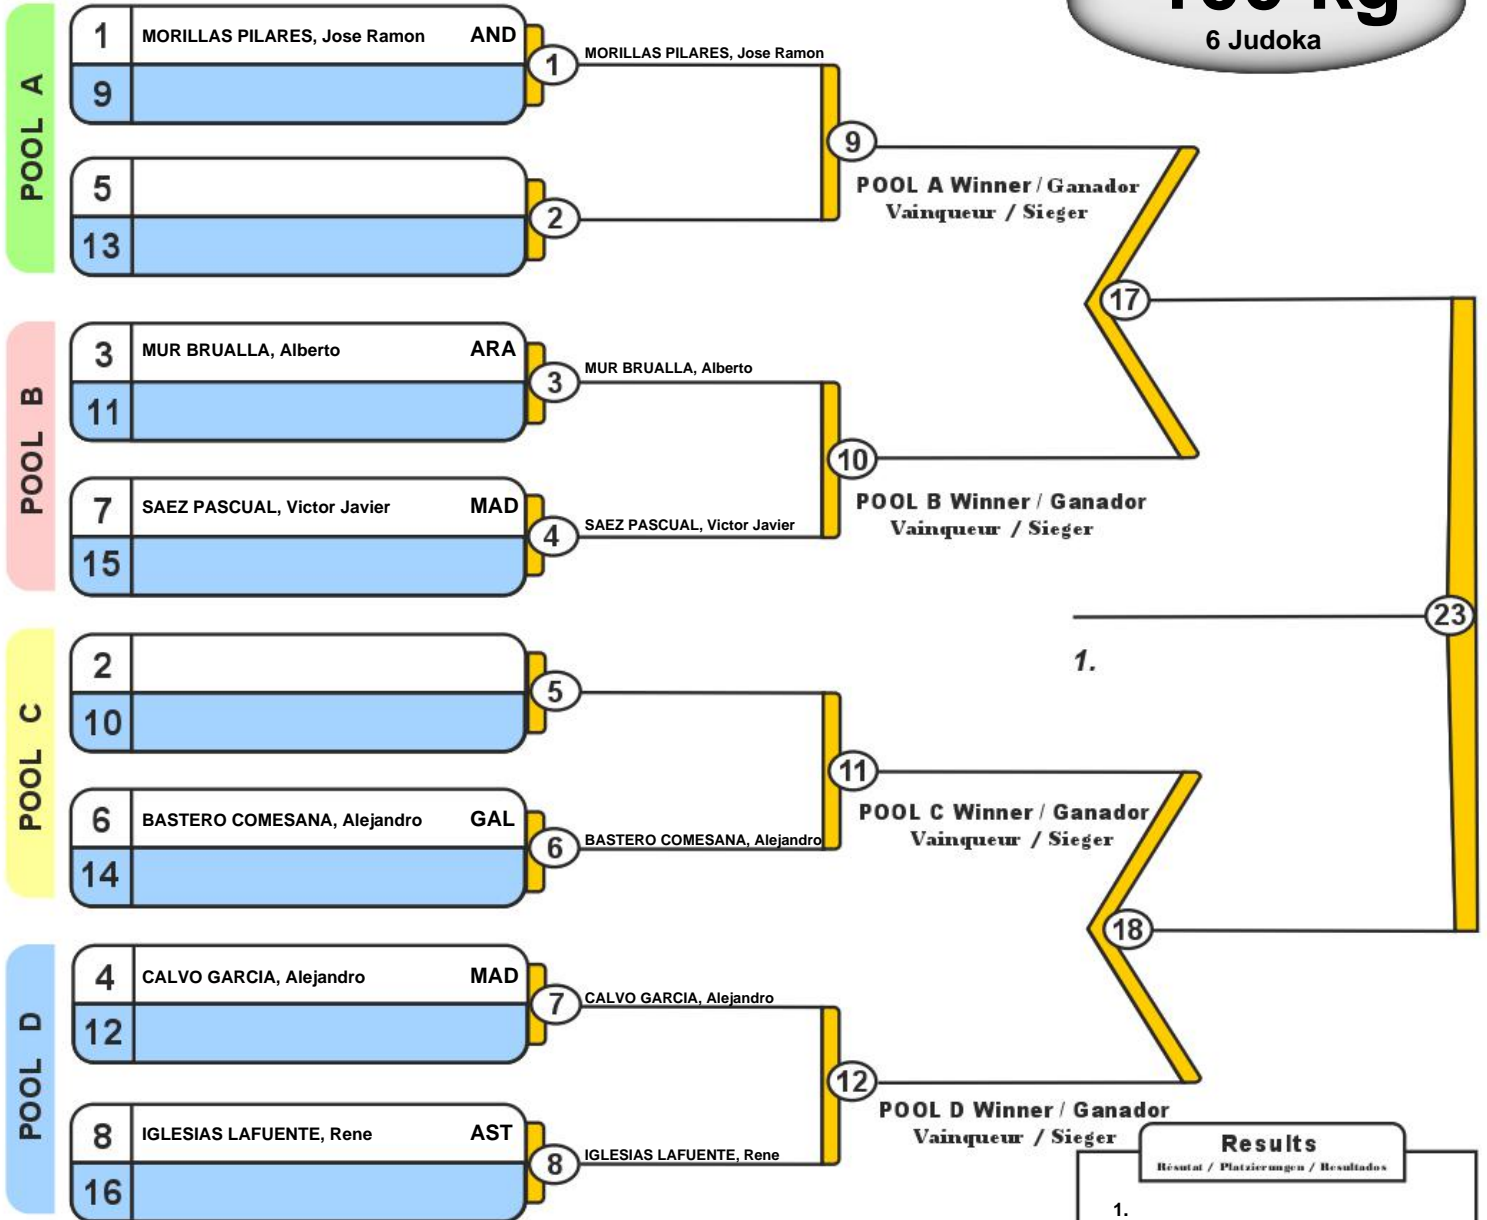 100 kg
6 Judoka
POOL A
1 MORILLAS PILARES, Jose Ramon AND
9
1
MORILLAS PILARES, Jose Ramon
5
13
2
9
POOL A Winner / Ganador
Vainqueur / Sieger
17
POOL B
3 MUR BRUALLA, Alberto ARA
11
3
MUR BRUALLA, Alberto
7 SAEZ PASCUAL, Victor Javier MAD
15
4
SAEZ PASCUAL, Victor Javier
10
POOL B Winner / Ganador
Vainqueur / Sieger
23
1.
POOL C
2
10
5
6 BASTERO COMESANA, Alejandro GAL
14
6
BASTERO COMESANA, Alejandro
11
POOL C Winner / Ganador
Vainqueur / Sieger
18
POOL D
4 CALVO GARCIA, Alejandro MAD
12
7
CALVO GARCIA, Alejandro
8 IGLESIAS LAFUENTE, Rene AST
16
8
IGLESIAS LAFUENTE, Rene
12
POOL D Winner / Ganador
Vainqueur / Sieger
Results
Résutat / Platzierungen / Resultados
1.